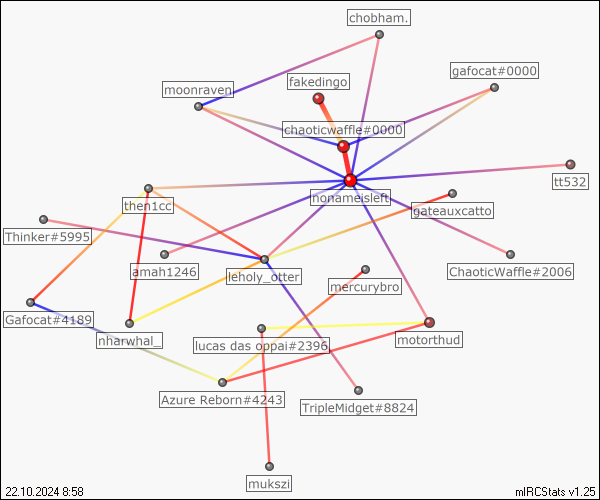 chobham.
gafocat#0000
fakedingo
moonraven
chaoticwaffle#0000
tt532
nonameisleft
then1cc
gateauxcatto
Thinker#5995
amah1246
leholy_otter
ChaoticWaffle#2006
mercurybro
Gafocat#4189
nharwhal_
lucas das oppai#2396
motorthud
Azure Reborn#4243
TripleMidget#8824
mukszi
22.10.2024 8:58
mIRCStats v1.25